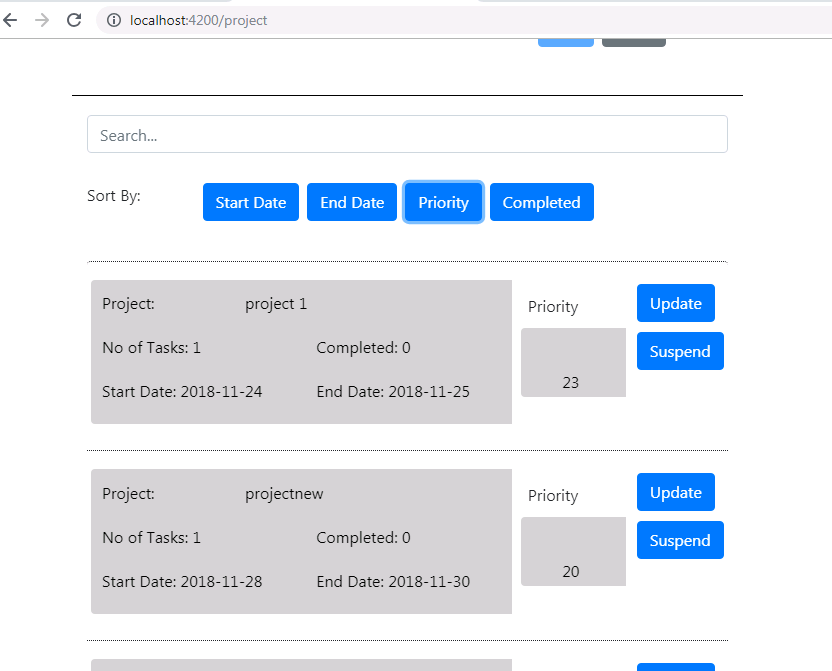 localhost:4200/project
Search...
Sort By: Start Date End Date Priority Completed
Project: project 1
No of Tasks: 1 Completed: 0
Start Date: 2018-11-24 End Date: 2018-11-25
Priority
23
Update
Suspend
Project: projectnew
No of Tasks: 1 Completed: 0
Start Date: 2018-11-28 End Date: 2018-11-30
Priority
20
Update
Suspend